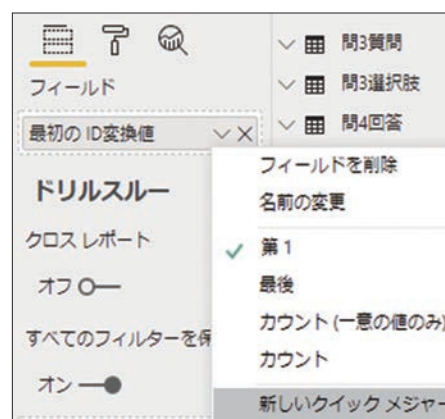 フィールド
最初の ID変換値
ドリルスルー
クロス レポート
オフ
すべてのフィルターを保
オン
問3質問
問3選択肢
問4回答
フィールドを削除
名前の変更
第 1
最後
カウント (一意の値のみ)
カウント
新しいクイック メジャー